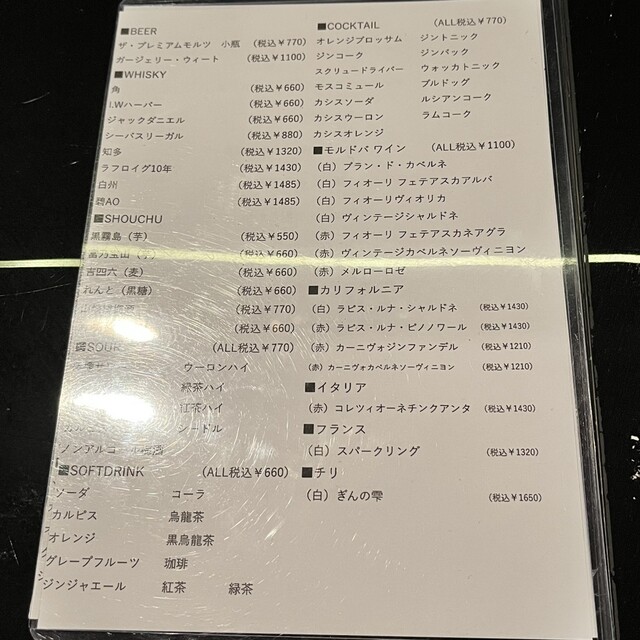 ■BEER
ザ・プレミアムモルツ 小瓶 (税込￥770)
ガージェリー・ウィート (税込￥1100)
■WHISKY
角 (税込￥660)
I.Wハーパー (税込￥660)
ジャックダニエル (税込￥660)
シーバスリーガル (税込￥880)
知多 (税込￥1320)
ラフロイグ10年 (税込￥1430)
白州 (税込￥1485)
碧AO (税込￥1485)
■SHOUCHU
黒霧島（芋） (税込￥550)
(税込￥660)
吉四六（麦） (税込￥660)
れんと（黒糖） (税込￥660)
(税込￥770)
(税込￥660)
■SOUR (ALL税込￥770)
ウーロンハイ
緑茶ハイ
紅茶ハイ
シードル
ノンアルコール梅酒
■SOFTDRINK (ALL税込￥660)
ソーダ コーラ
カルピス 烏龍茶
オレンジ 黒烏龍茶
グレープフルーツ 珈琲
ジンジャエール 紅茶 緑茶
■COCKTAIL (ALL税込￥770)
オレンジブロッサム ジントニック
ジンコーク ジンバック
スクリュードライバー ウォッカトニック
モスコミュール ブルドッグ
カシスソーダ ルシアンコーク
カシスウーロン ラムコーク
カシスオレンジ
■モルドバ ワイン (ALL税込￥1100)
（白）ブラン・ド・カベルネ
（白）フィオーリ フェテアスカアルバ
（白）フィオーリヴィオリカ
（白）ヴィンテージシャルドネ
（赤）フィオーリ フェテアスカネアグラ
（赤）ヴィンテージカベルネソーヴィニヨン
（赤）メルローロゼ
■カリフォルニア
（白）ラピス・ルナ・シャルドネ (税込￥1430)
（赤）ラピス・ルナ・ピノノワール (税込￥1430)
（赤）カーニヴォジンファンデル (税込￥1210)
（赤）カーニヴォカベルネソーヴィニヨン (税込￥1210)
■イタリア
（赤）コレツィオーネチンクアンタ (税込￥1430)
■フランス
（白）スパークリング (税込￥1320)
■チリ
（白）ぎんの雫 (税込￥1650)